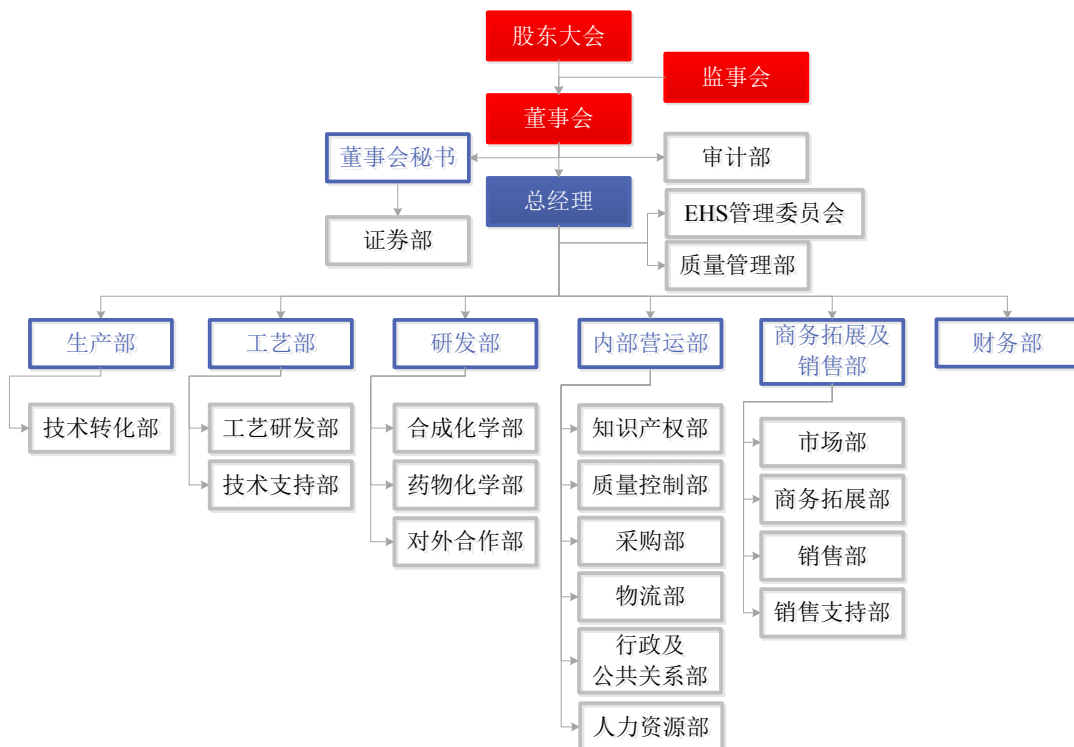 股东大会
监事会
董事会
董事会秘书
审计部
总经理
EHS管理委员会
证券部
质量管理部
生产部
工艺部
研发部
内部营运部
商务拓展及
销售部
财务部
技术转化部
工艺研发部
技术支持部
合成化学部
药物化学部
对外合作部
知识产权部
质量控制部
采购部
物流部
行政及
公共关系部
人力资源部
市场部
商务拓展部
销售部
销售支持部